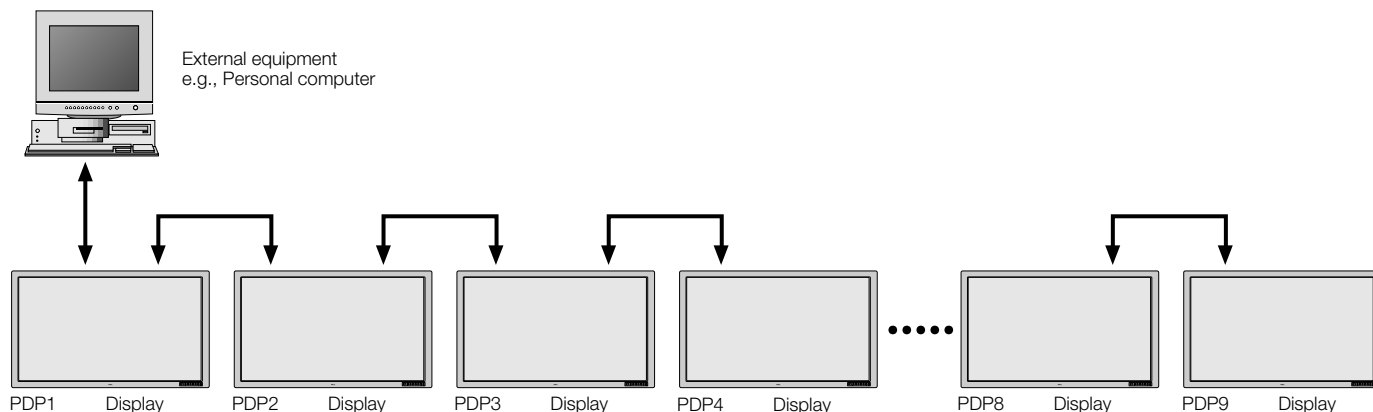 External equipment
e.g., Personal computer
PDP1 Display PDP2 Display PDP3 Display PDP4 Display PDP8 Display PDP9 Display